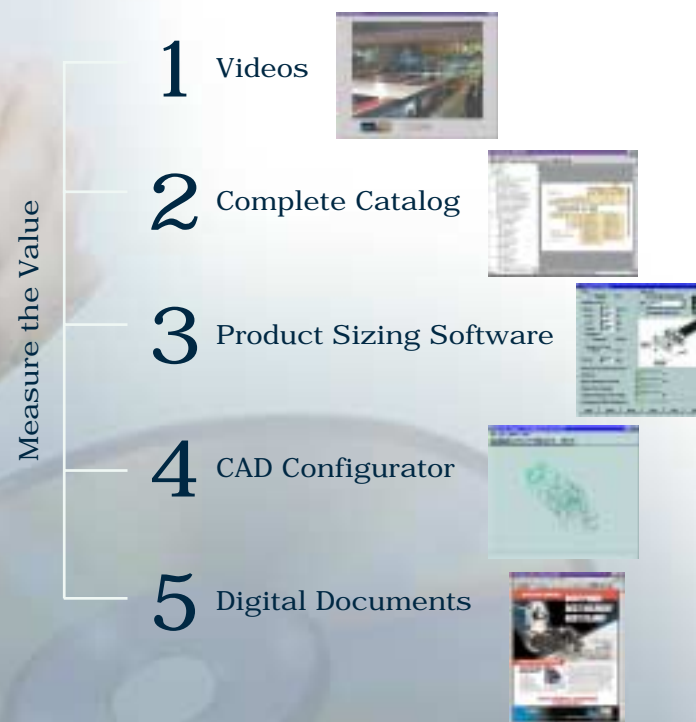 Measure the Value
1 Videos
2 Complete Catalog
3 Product Sizing Software
4 CAD Configurator
5 Digital Documents